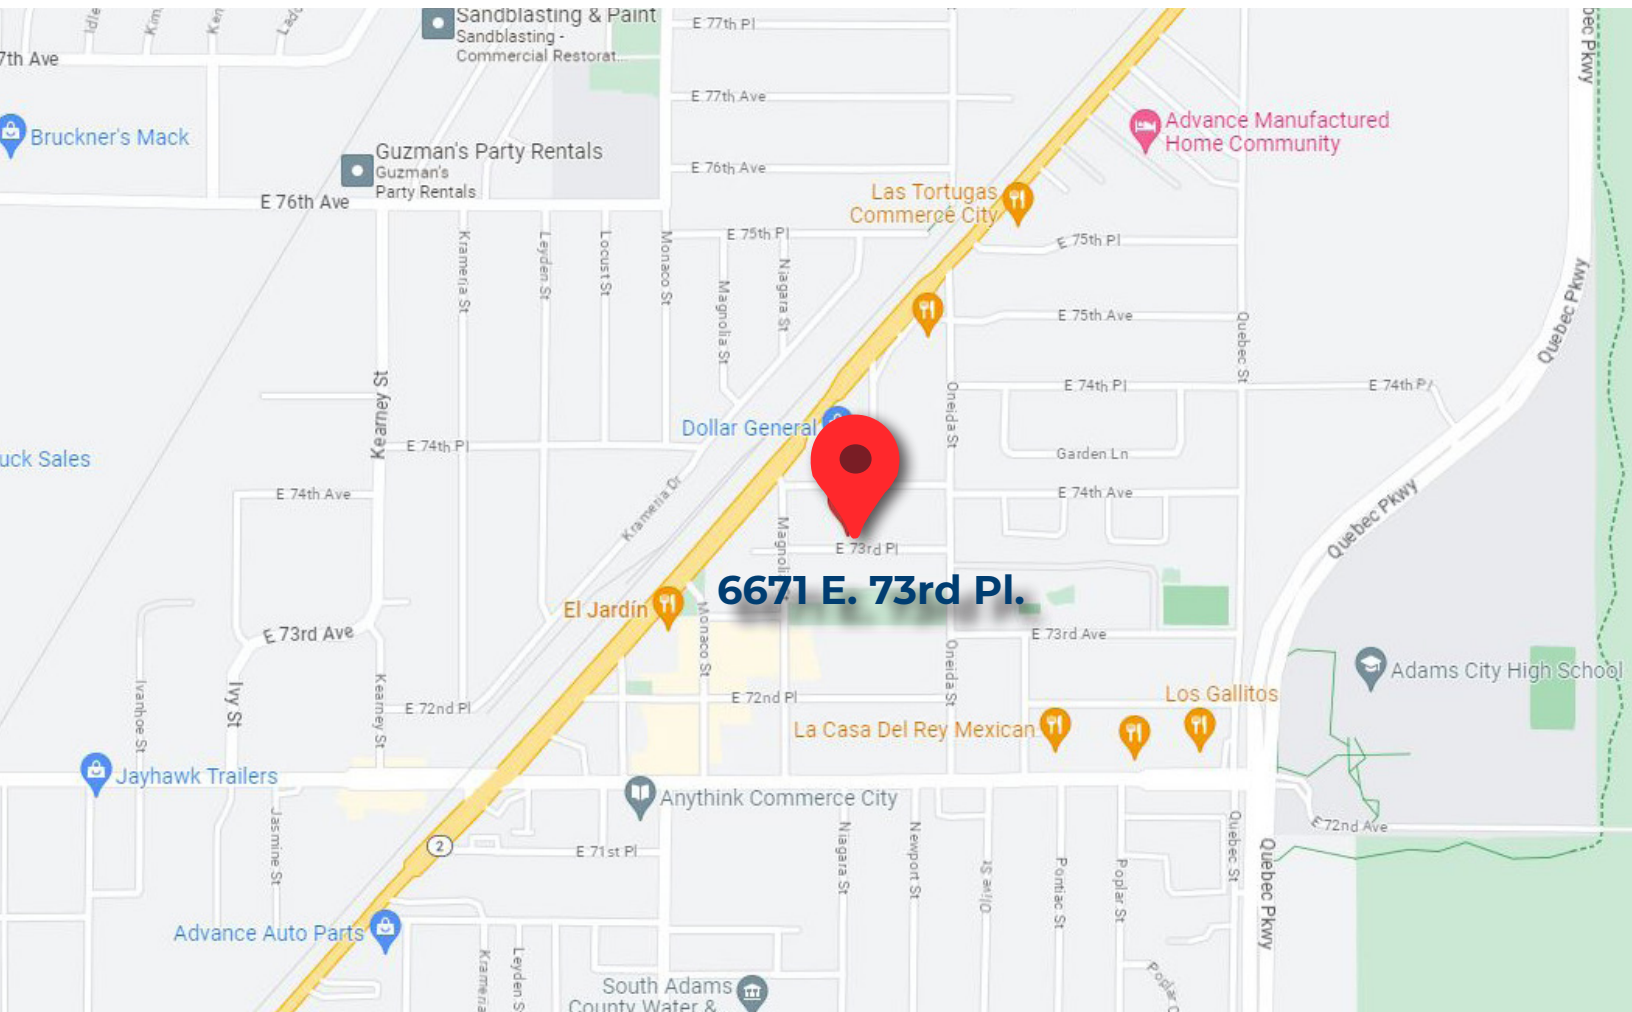 Sandblasting & Paint
Sandblasting -
Commercial Restorat...
E 77th Pl
Quebec Pkwy
7th Ave
Bruckner's Mack
E 77th Ave
Advance Manufactured
Home Community
Guzman's Party Rentals
Guzman's
Party Rentals
E 76th Ave
E 76th Ave
Las Tortugas
Commerce City
E 75th Pl
E 75th Pl
Krameria St
Leyden St
Locust St
Monaco St
Magnolia St
Niagara St
E 75th Ave
Quebec St
Quebec Pkwy
Kearney St
E 74th Pl
E 74th Pl
Oneida St
Dollar General
E 74th Pl
Garden Ln
uck Sales
E 74th Ave
E 74th Ave
Krameria Dr
Quebec Pkwy
E 73rd Pl
6671 E. 73rd Pl.
El Jardín
Monaco St
E 73rd Ave
E 73rd Ave
Oneida St
Adams City High School
Ivanhoe St
Ivy St
Kearney St
E 72nd Pl
E 72nd Pl
Los Gallitos
La Casa Del Rey Mexican
Jayhawk Trailers
Anythink Commerce City
E 72nd Ave
Jasmine St
2
E 71st Pl
Niagara St
Newport St
Olive St
Pontiac St
Poplar St
Quebec St
Quebec Pkwy
Advance Auto Parts
Krameria
Leyden S
South Adams
County Water &